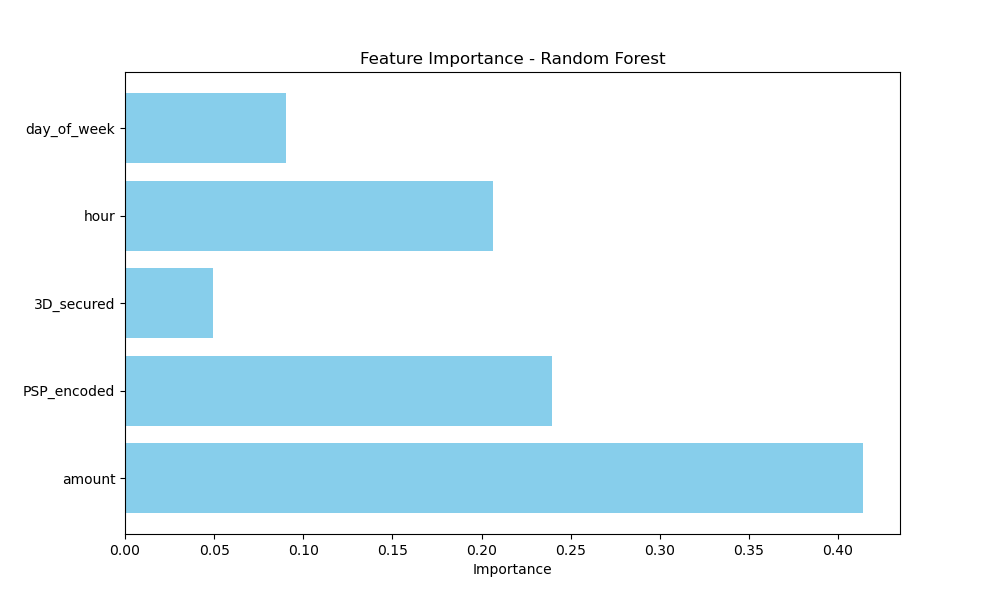 Feature Importance - Random Forest
day_of_week
hour
3D_secured
PSP_encoded
amount
0.00 0.05 0.10 0.15 0.20 0.25 0.30 0.35 0.40
Importance